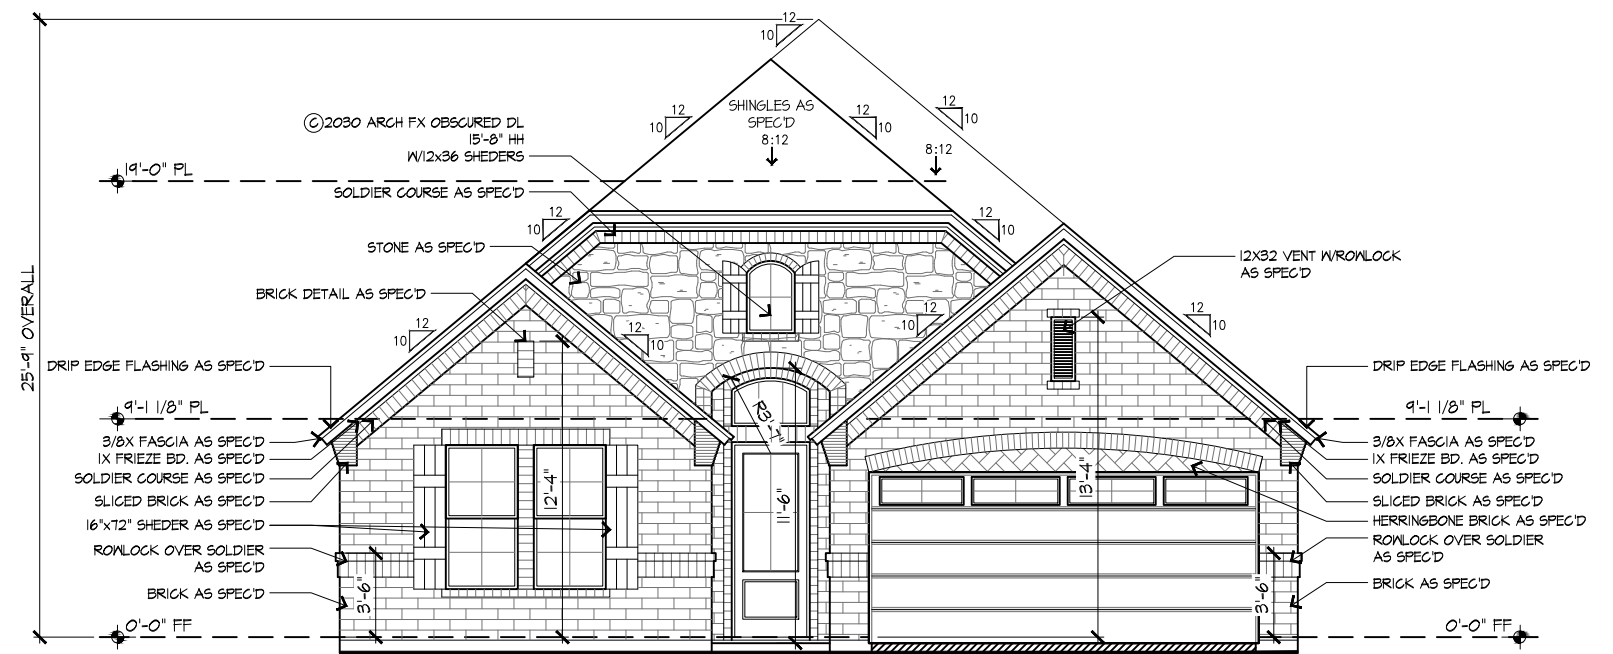 12
10
12
10
12
10
12
10
SHINGLES AS
SPEC'D
8:12
8:12
©2030 ARCH FX OBSCURED DL
15'-8" HH
W/12x36 SHEDERS
19'-0" PL
SOLDIER COURSE AS SPEC'D
12
10
12
10
STONE AS SPEC'D
12X32 VENT W/ROWLOCK
AS SPEC'D
BRICK DETAIL AS SPEC'D
12
10
12
10
12
10
12
10
25'-9" OVERALL
DRIP EDGE FLASHING AS SPEC'D
DRIP EDGE FLASHING AS SPEC'D
9'-1 1/8" PL
9'-1 1/8" PL
R3'-7"
3/8X FASCIA AS SPEC'D
1X FRIEZE BD. AS SPEC'D
SOLDIER COURSE AS SPEC'D
SLICED BRICK AS SPEC'D
16"x72" SHEDER AS SPEC'D
ROWLOCK OVER SOLDIER
AS SPEC'D
BRICK AS SPEC'D
12'-4"
11'-6"
13'-4"
3/8X FASCIA AS SPEC'D
1X FRIEZE BD. AS SPEC'D
SOLDIER COURSE AS SPEC'D
SLICED BRICK AS SPEC'D
HERRINGBONE BRICK AS SPEC'D
ROWLOCK OVER SOLDIER
AS SPEC'D
BRICK AS SPEC'D
3'-6"
3'-6"
0'-0" FF
0'-0" FF